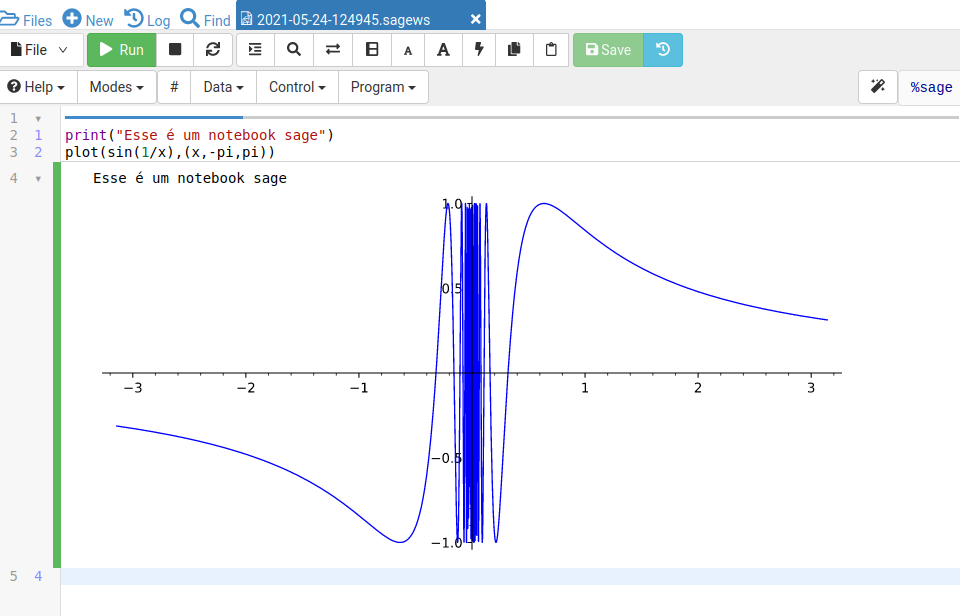 Files New Log Find 2021-05-24-124945.sagews ×
File Run A A Save
Help Modes # Data Control Program %sage
1
2 1 print("Esse é um notebook sage")
3 2 plot(sin(1/x),(x,-pi,pi))
4 Esse é um notebook sage
1.0
0.5
−3 −2 −1 1 2 3
−0.5
−1.0
5 4